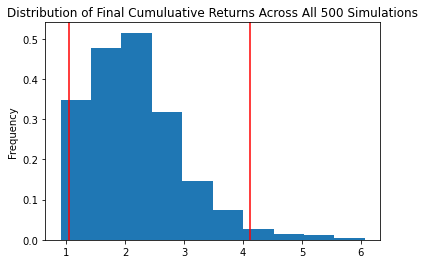 Distribution of Final Cumuluative Returns Across All 500 Simulations
Frequency
0.5
0.4
0.3
0.2
0.1
0.0
1 2 3 4 5 6